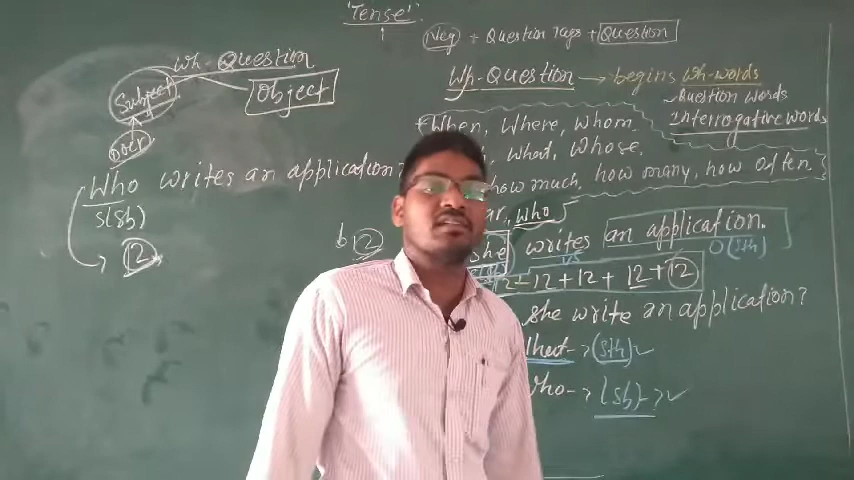 'Tense'
Neg + Question Tags + Question
Wh-Question
Subject
Object
Doer
Who writes an application?
S(Sb)
12
Wh-Question → begins wh-words
Question words
Interrogative words
{When, Where, whom.
what, whose.
how much, how many, how often.}
who
b 12
she writes an application.
O(sth)
12 + 12 + 12 + 12
she write an application?
→ (sth) ✓
who → (sb) → ✓